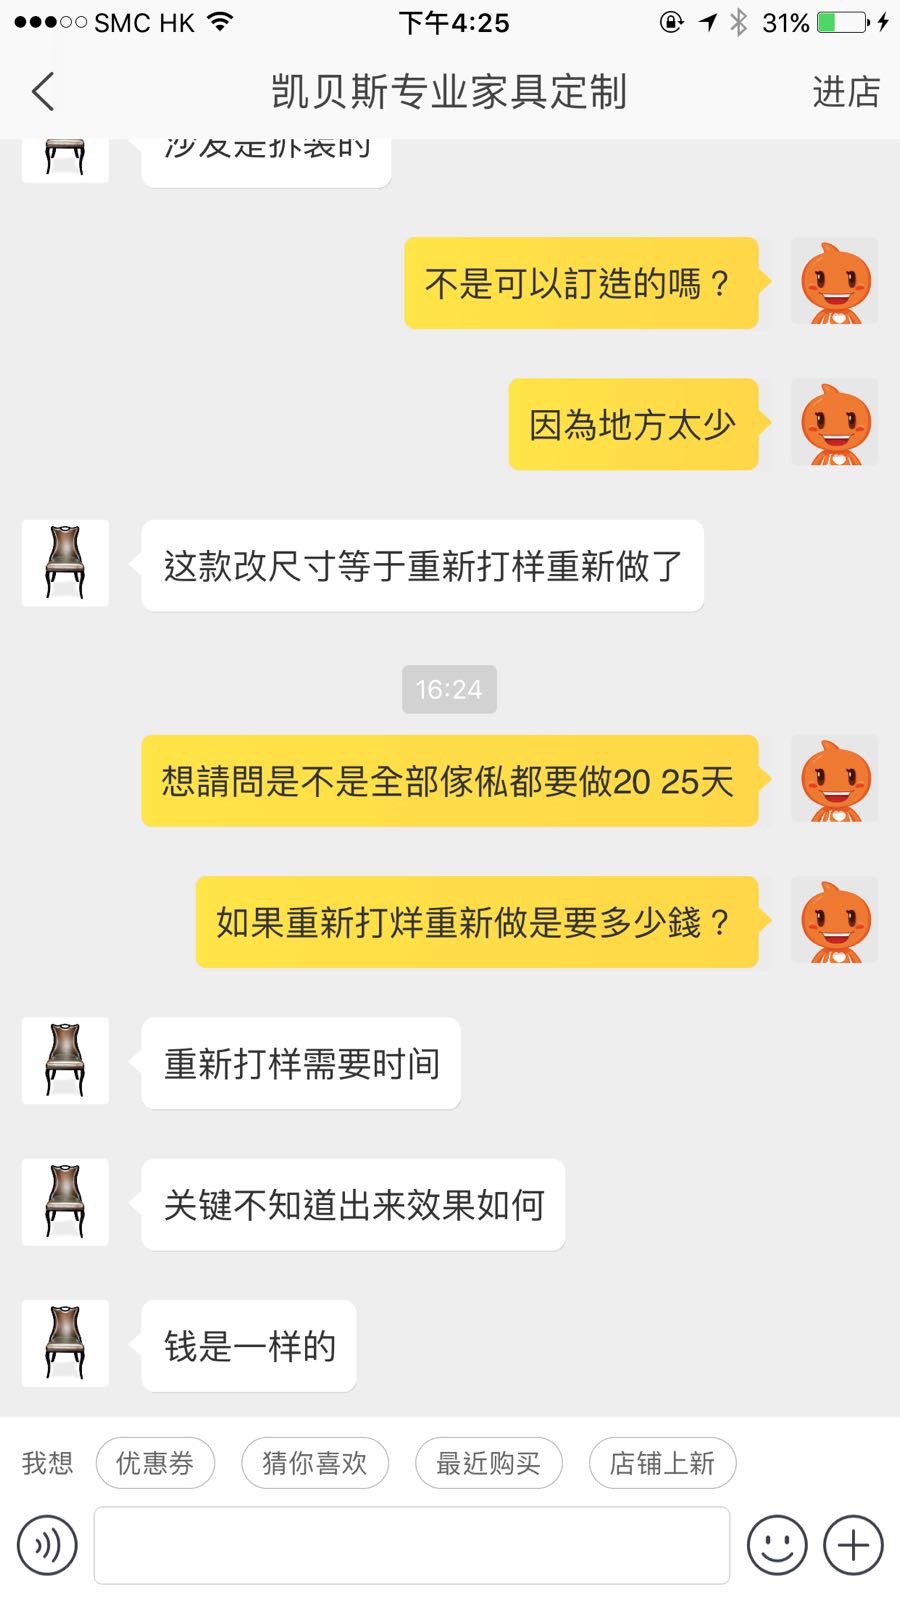 SMC HK 下午4:25 31%
凯贝斯专业家具定制 进店
沙发是拆装的
不是可以訂造的嗎？
因為地方太少
这款改尺寸等于重新打样重新做了
16:24
想請問是不是全部傢俬都要做20 25天
如果重新打烊重新做是要多少錢？
重新打样需要时间
关键不知道出来效果如何
钱是一样的
我想 优惠券 猜你喜欢 最近购买 店铺上新